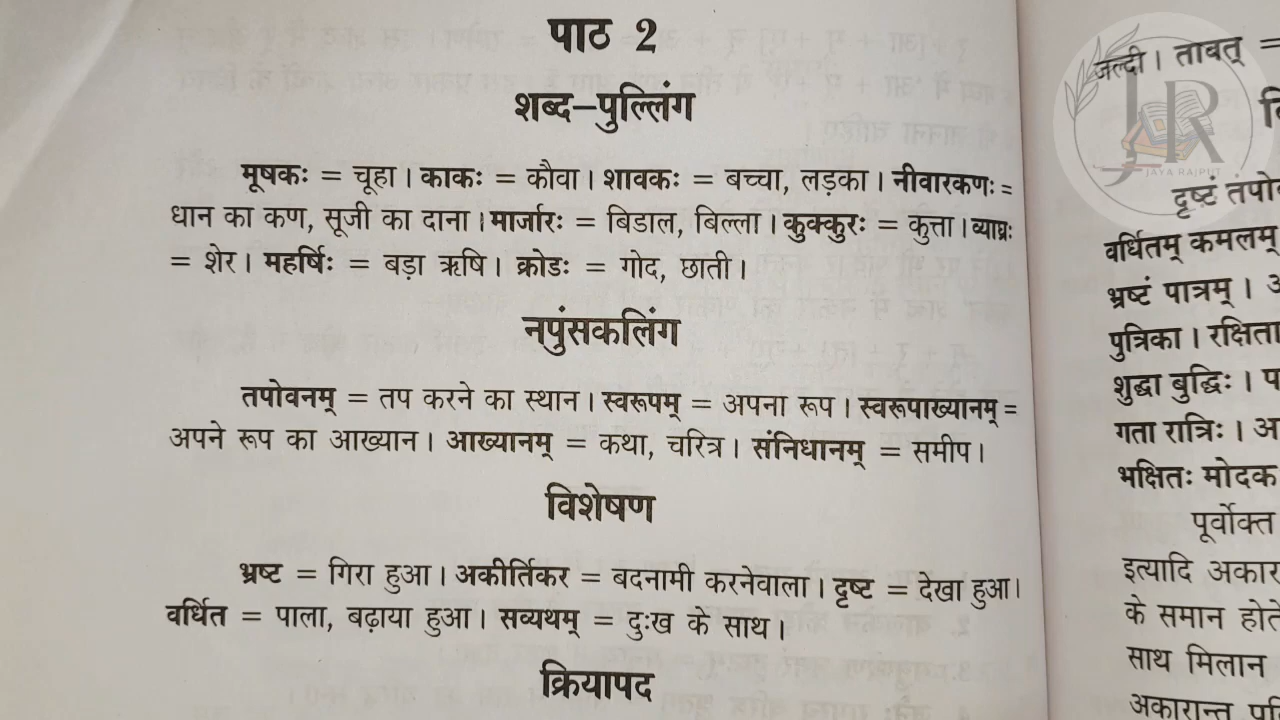 पाठ 2
शब्द-पुल्लिंग
मूषकः = चूहा। काकः = कौवा। शावकः = बच्चा, लड़का। नीवारकणः =
धान का कण, सूजी का दाना। मार्जारः = बिडाल, बिल्ला। कुक्कुरः = कुत्ता। व्याघ्रः
= शेर। महर्षिः = बड़ा ऋषि। क्रोडः = गोद, छाती।
नपुंसकलिंग
तपोवनम् = तप करने का स्थान। स्वरूपम् = अपना रूप। स्वरूपाख्यानम् =
अपने रूप का आख्यान। आख्यानम् = कथा, चरित्र। संनिधानम् = समीप।
विशेषण
भ्रष्ट = गिरा हुआ। अकीर्तिकर = बदनामी करनेवाला। दृष्ट = देखा हुआ।
वर्धित = पाला, बढ़ाया हुआ। सव्यथम् = दुःख के साथ।
क्रियापद
जल्दी। तावत् =
दृष्टं
वर्धितम् कमलम्
भ्रष्टं पात्रम्।
पुत्रिका। रक्षिता
शुद्धा बुद्धिः।
गता रात्रिः।
भक्षितः मोदक
पूर्वोक्त
इत्यादि
के समान होते
साथ मिलान
अकारान्त
JR
JAYA RAJPUT